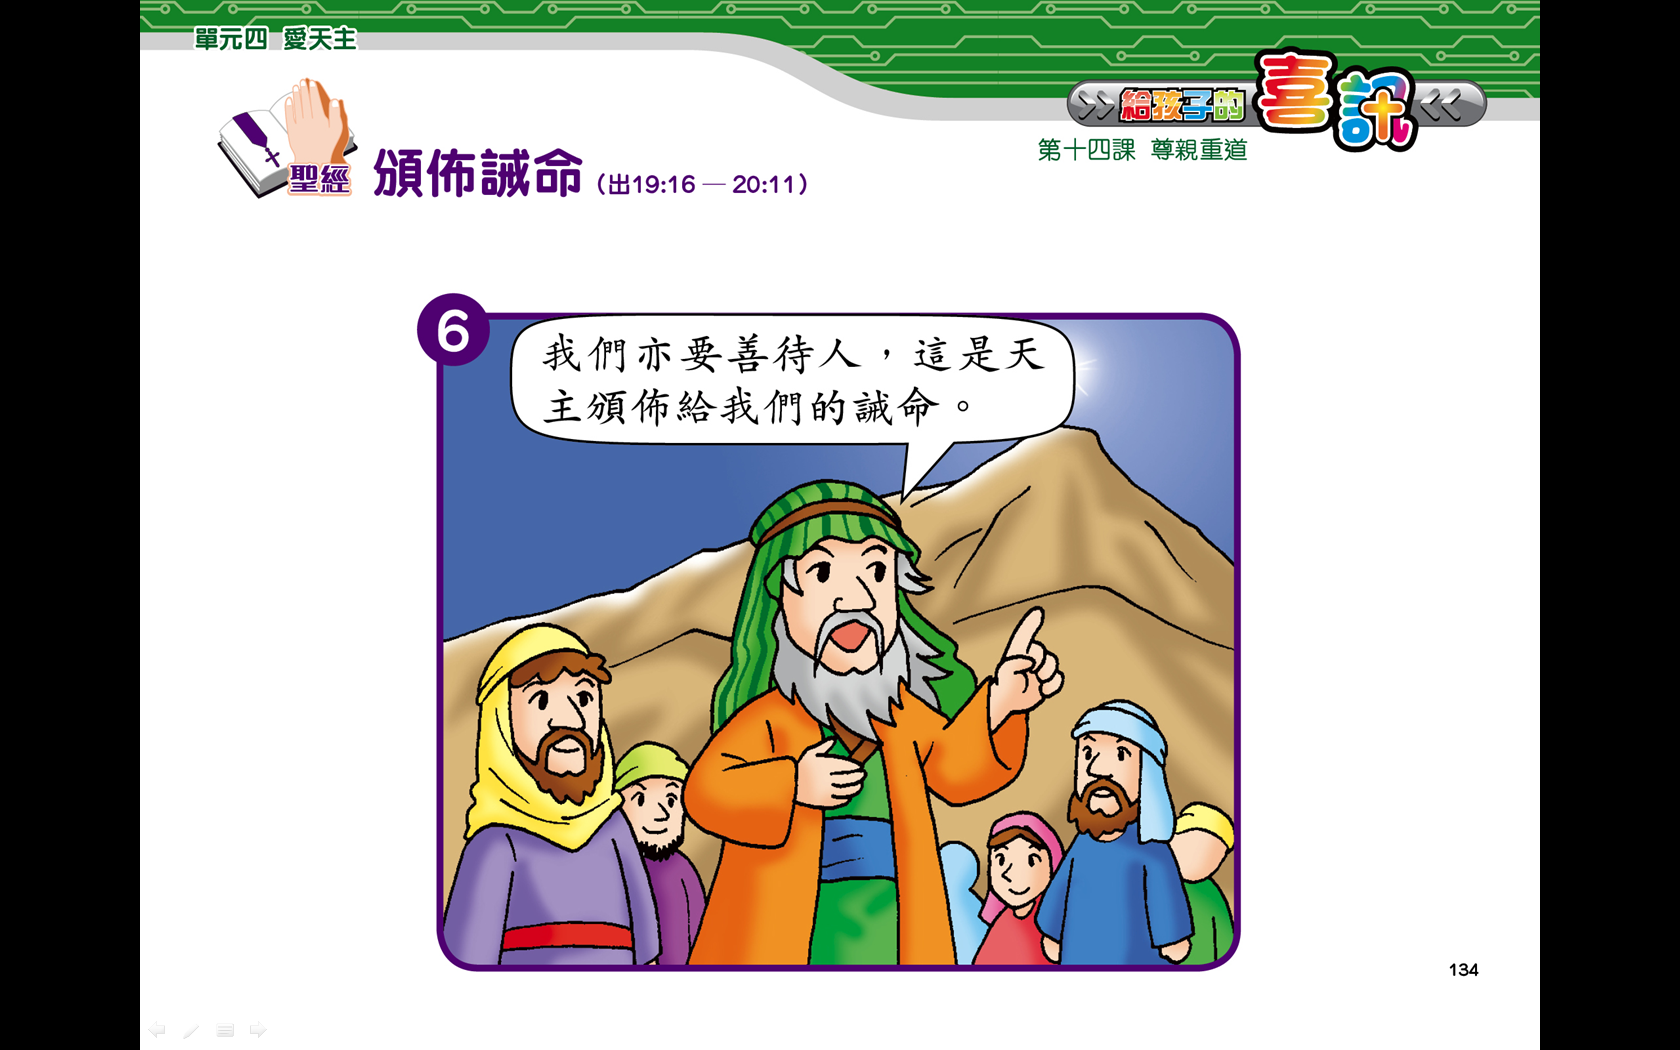 單元四 愛天主
給孩子的喜訊
第十四課 尊親重道
聖經
頒佈誡命（出19:16 — 20:11）
6
我們亦要善待人，這是天
主頒佈給我們的誡命。
134